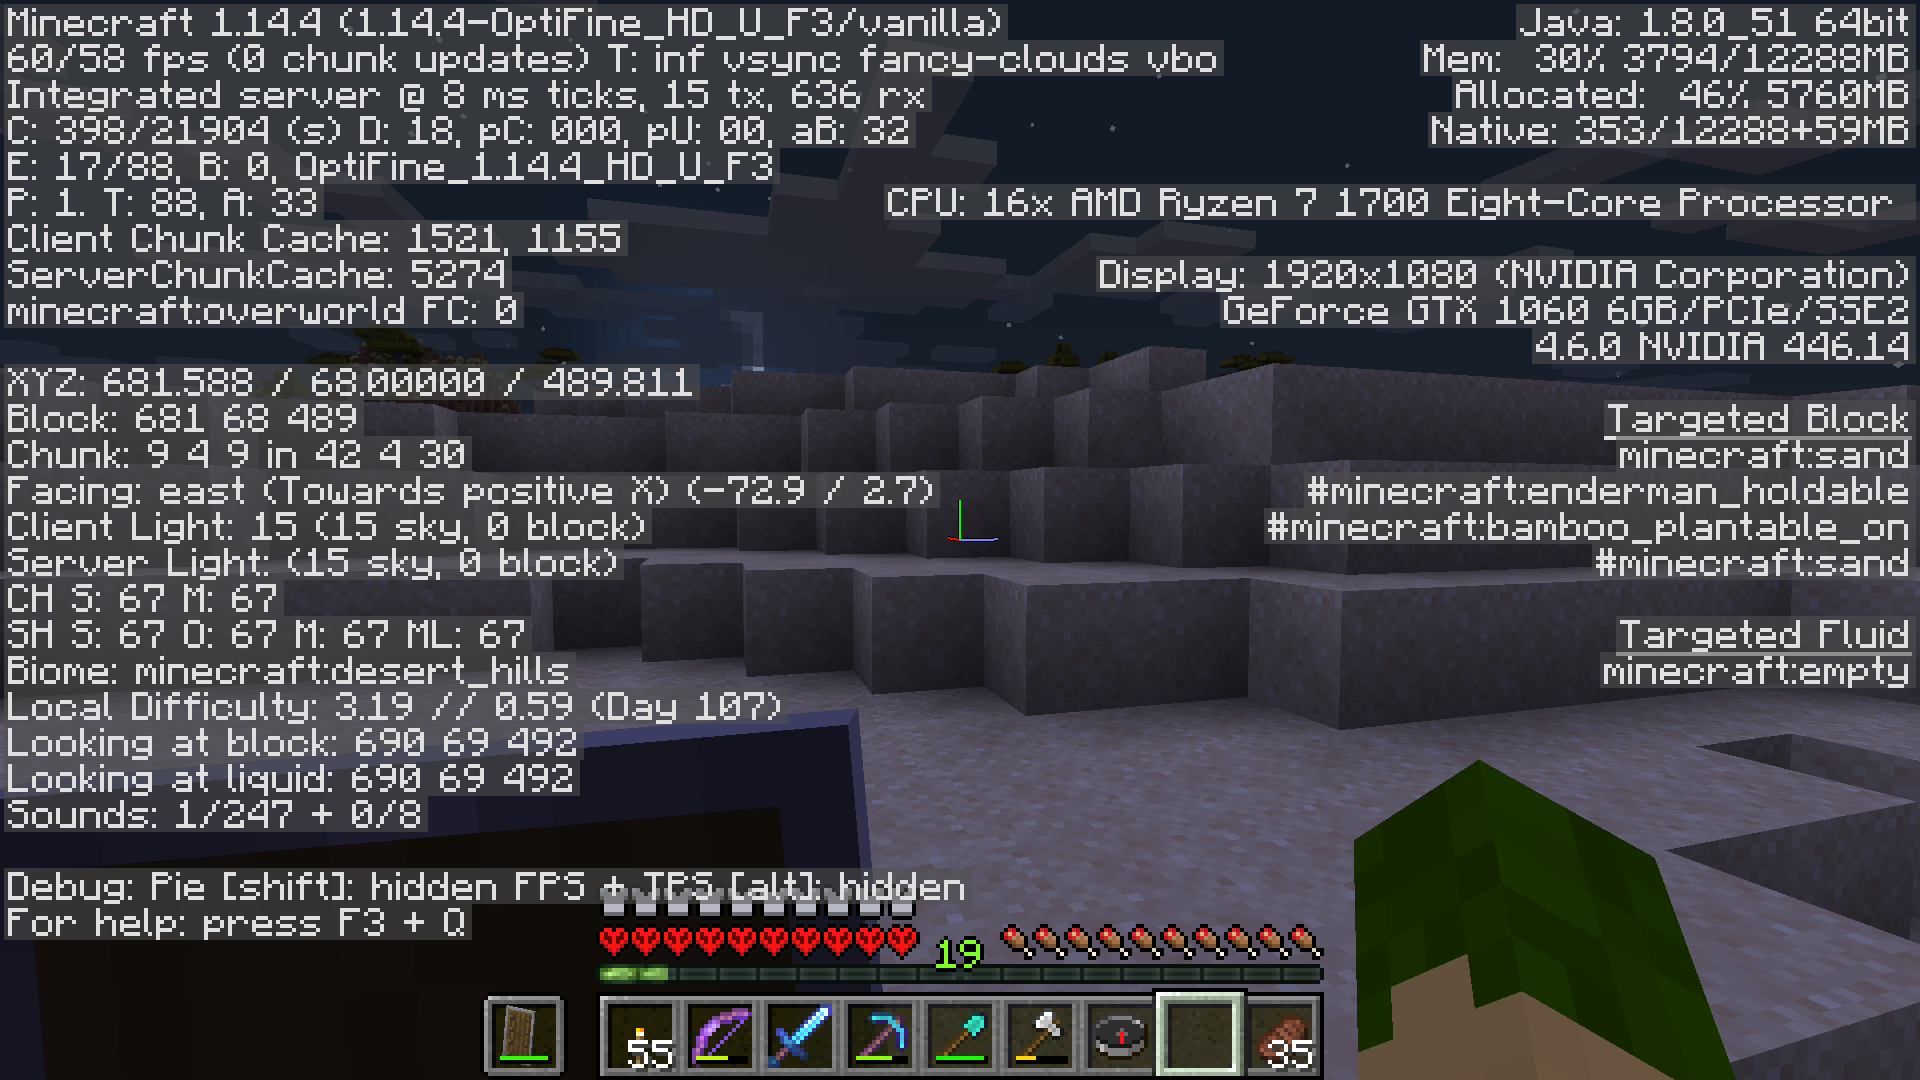 Minecraft 1.14.4 (1.14.4-OptiFine_HD_U_F3/vanilla)
60/58 fps (0 chunk updates) T: inf vsync fancy-clouds vbo
Integrated server @ 8 ms ticks, 15 tx, 636 rx
C: 398/21904 (s) D: 18, pC: 000, pU: 00, aB: 32
E: 17/88, B: 0, OptiFine_1.14.4_HD_U_F3
P: 1. T: 88, A: 33
Client Chunk Cache: 1521, 1155
ServerChunkCache: 5274
minecraft:overworld FC: 0
XYZ: 681.588 / 68.00000 / 489.811
Block: 681 68 489
Chunk: 9 4 9 in 42 4 30
Facing: east (Towards positive X) (-72.9 / 2.7)
Client Light: 15 (15 sky, 0 block)
Server Light: (15 sky, 0 block)
CH S: 67 M: 67
SH S: 67 O: 67 M: 67 ML: 67
Biome: minecraft:desert_hills
Local Difficulty: 3.19 // 0.59 (Day 107)
Looking at block: 690 69 492
Looking at liquid: 690 69 492
Sounds: 1/247 + 0/8
Debug: Pie [shift]: hidden FPS + TPS [alt]: hidden
For help: press F3 + Q
Java: 1.8.0_51 64bit
Mem: 30% 3794/12288MB
Allocated: 46% 5760MB
Native: 353/12288+59MB
CPU: 16x AMD Ryzen 7 1700 Eight-Core Processor
Display: 1920x1080 (NVIDIA Corporation)
GeForce GTX 1060 6GB/PCIe/SSE2
4.6.0 NVIDIA 446.14
Targeted Block
minecraft:sand
#minecraft:enderman_holdable
#minecraft:bamboo_plantable_on
#minecraft:sand
Targeted Fluid
minecraft:empty
19
55
35